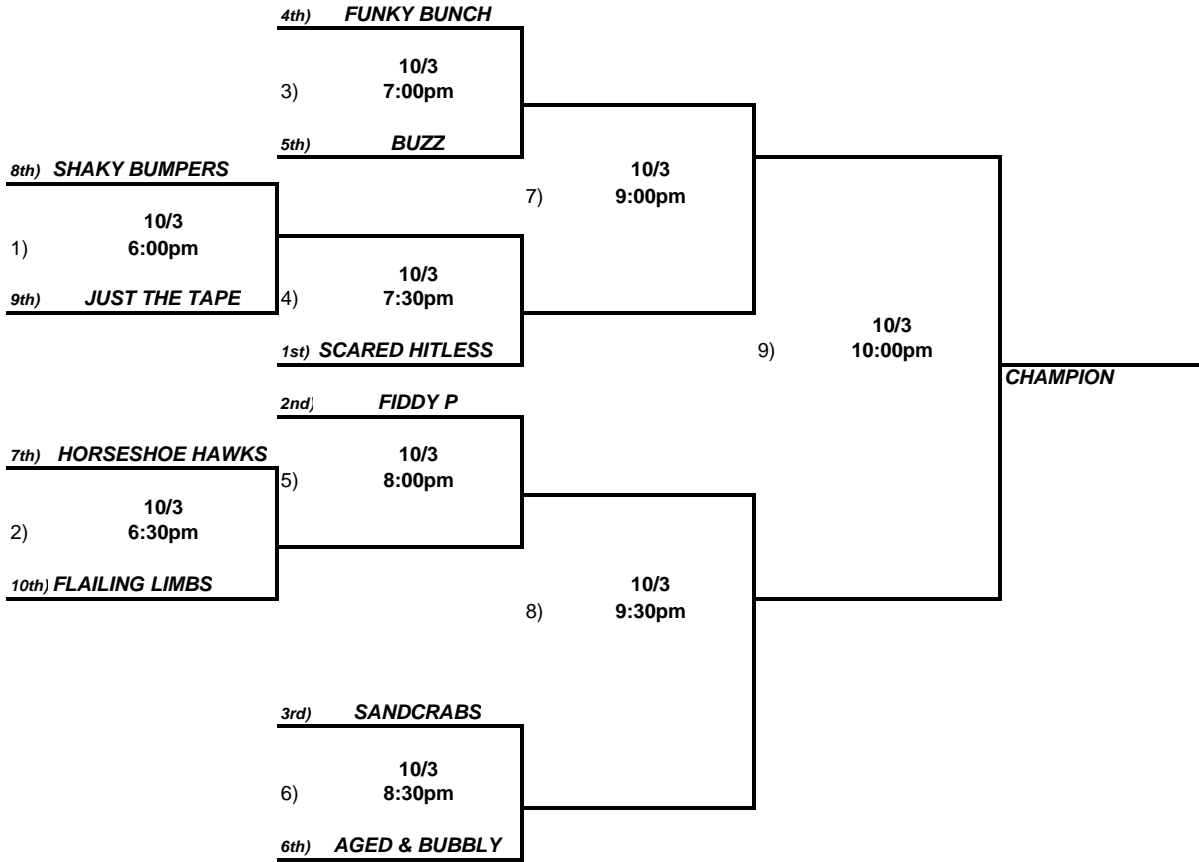 4th) FUNKY BUNCH
10/3
3) 7:00pm
5th) BUZZ
8th) SHAKY BUMPERS
10/3
7) 9:00pm
10/3
1) 6:00pm
10/3
4) 7:30pm
9th) JUST THE TAPE
10/3
9) 10:00pm
1st) SCARED HITLESS
CHAMPION
2nd) FIDDY P
7th) HORSESHOE HAWKS
10/3
5) 8:00pm
10/3
2) 6:30pm
10th) FLAILING LIMBS
10/3
8) 9:30pm
3rd) SANDCRABS
10/3
6) 8:30pm
6th) AGED & BUBBLY